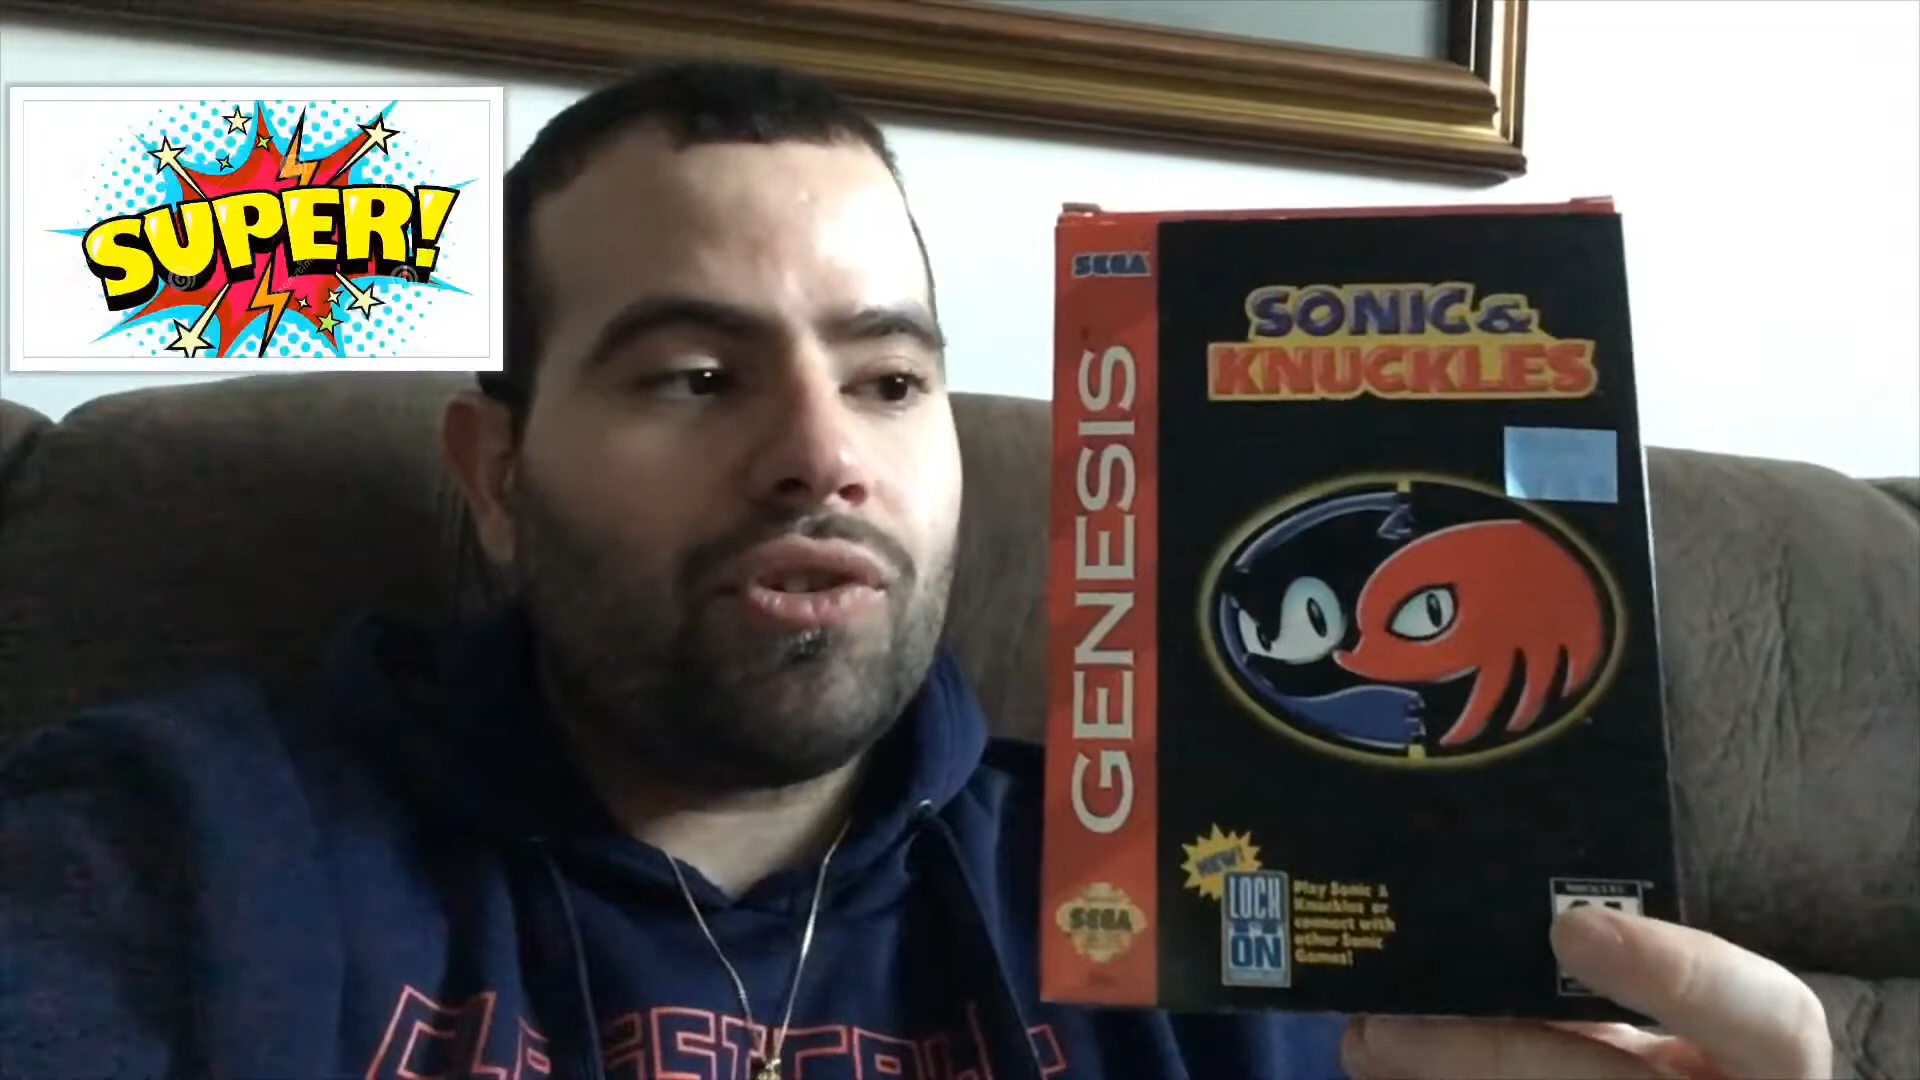 SUPER!
SEGA
GENESIS
SEGA
SONIC &
KNUCKLES
NEW!
LOCK
ON
Play Sonic &
Knuckles or
connect with
other Sonic
Games!